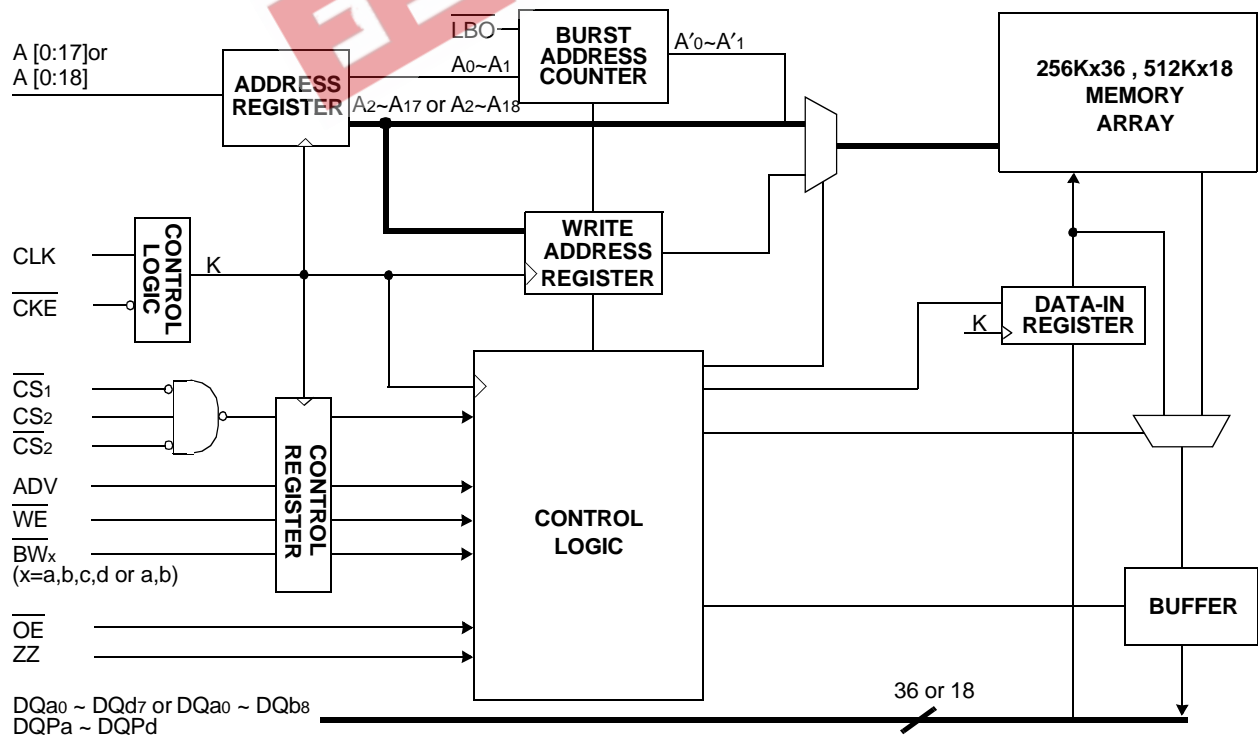 A [0:17]or
A [0:18]
ADDRESS
REGISTER
LBO
A0~A1
BURST
ADDRESS
COUNTER
A′0~A′1
A2~A17 or A2~A18
256Kx36 , 512Kx18
MEMORY
ARRAY
WRITE
ADDRESS
REGISTER
CLK
CKE
CONTROL
LOGIC
K
DATA-IN
REGISTER
K
CS1
CS2
CS2
ADV
WE
BWx
(x=a,b,c,d or a,b)
CONTROL
REGISTER
CONTROL
LOGIC
OE
ZZ
BUFFER
DQa0 ~ DQd7 or DQa0 ~ DQb8
DQPa ~ DQPd
36 or 18